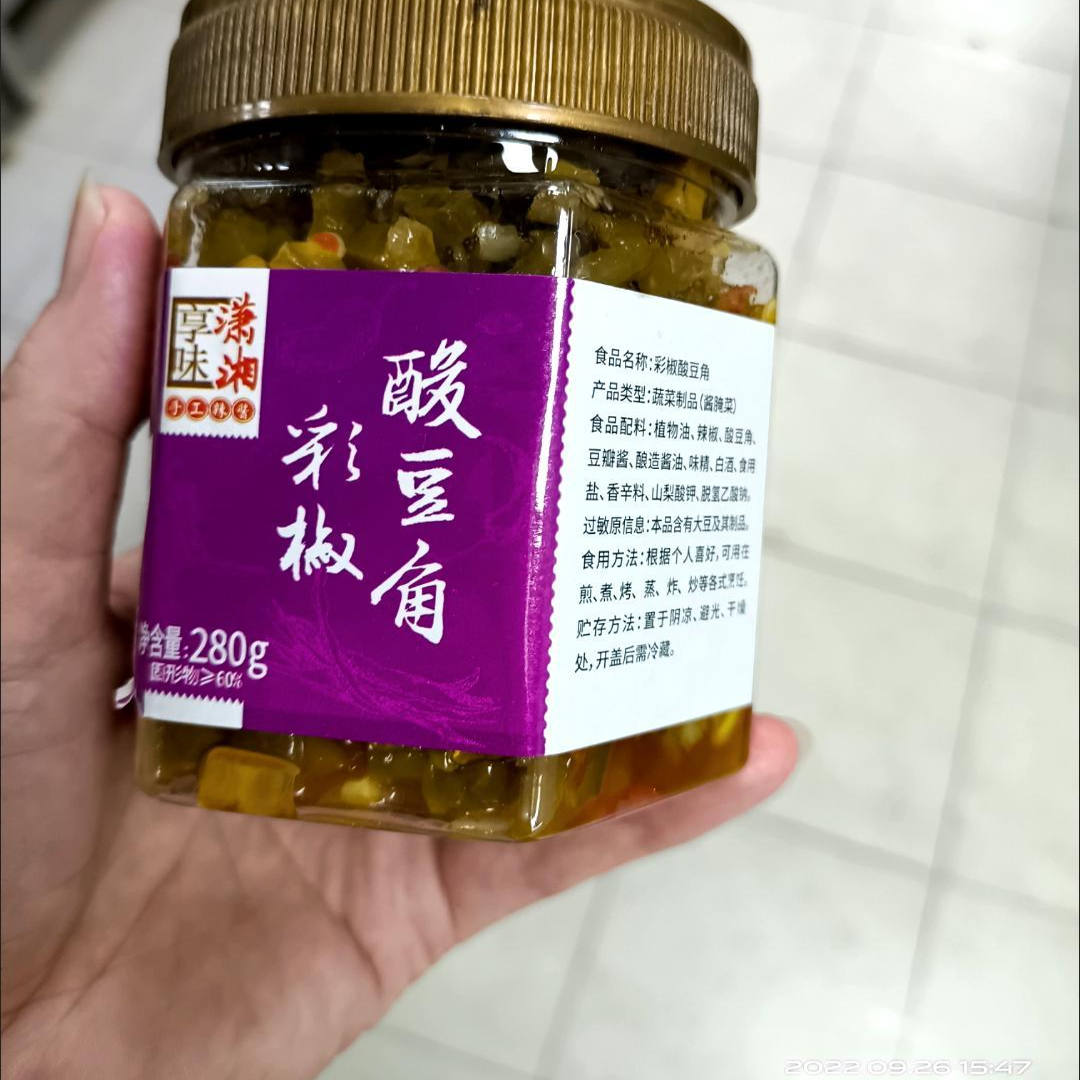 潇湘
享味
手工辣酱
彩椒
酸豆角
净含量:280g
固形物≥60%
食品名称:彩椒酸豆角
产品类型:蔬菜制品(酱腌菜)
食品配料:植物油、辣椒、酸豆角、
豆瓣酱、酿造酱油、味精、白酒、食用
盐、香辛料、山梨酸钾、脱氢乙酸钠。
过敏原信息:本品含有大豆及其制品。
食用方法:根据个人喜好,可用在
煎、煮、烤、蒸、炸、炒等各式烹饪。
贮存方法:置于阴凉、避光、干燥
处,开盖后需冷藏。
2022.09.26 15:47